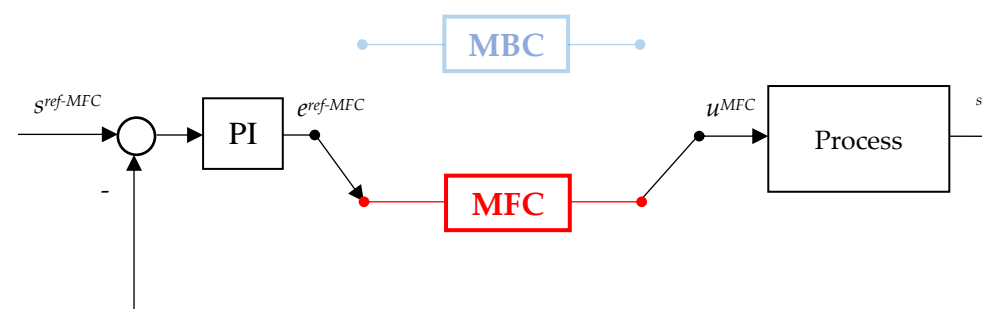 MBC
s^ref-MFC
e^ref-MFC
u^MFC
s
PI
Process
-
MFC